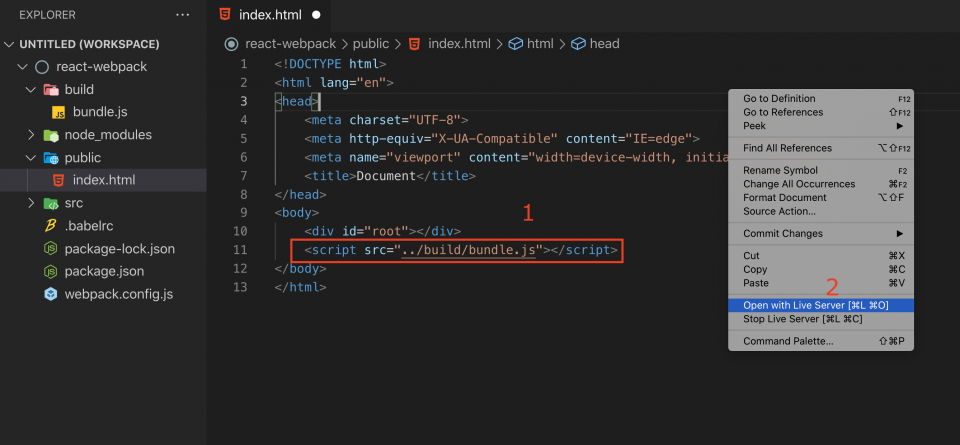 EXPLORER ...
UNTITLED (WORKSPACE)
react-webpack
build
JS bundle.js
node_modules
public
index.html
src
.babelrc
package-lock.json
package.json
webpack.config.js
index.html
react-webpack > public > index.html > html > head
1 <!DOCTYPE html>
2 <html lang="en">
3 <head>
4 <meta charset="UTF-8">
5 <meta http-equiv="X-UA-Compatible" content="IE=edge">
6 <meta name="viewport" content="width=device-width, initia
7 <title>Document</title>
8 </head>
9 <body>
10 <div id="root"></div>
11 <script src="../build/bundle.js"></script>
12 </body>
13 </html>
1
Go to Definition F12
Go to References ⇧F12
Peek
Find All References ⌥⇧F12
Rename Symbol F2
Change All Occurrences ⌘F2
Format Document ⌥⇧F
Source Action...
Commit Changes
Cut ⌘X
Copy ⌘C
Paste ⌘V
2
Open with Live Server [⌘L ⌘O]
Stop Live Server [⌘L ⌘C]
Command Palette... ⇧⌘P